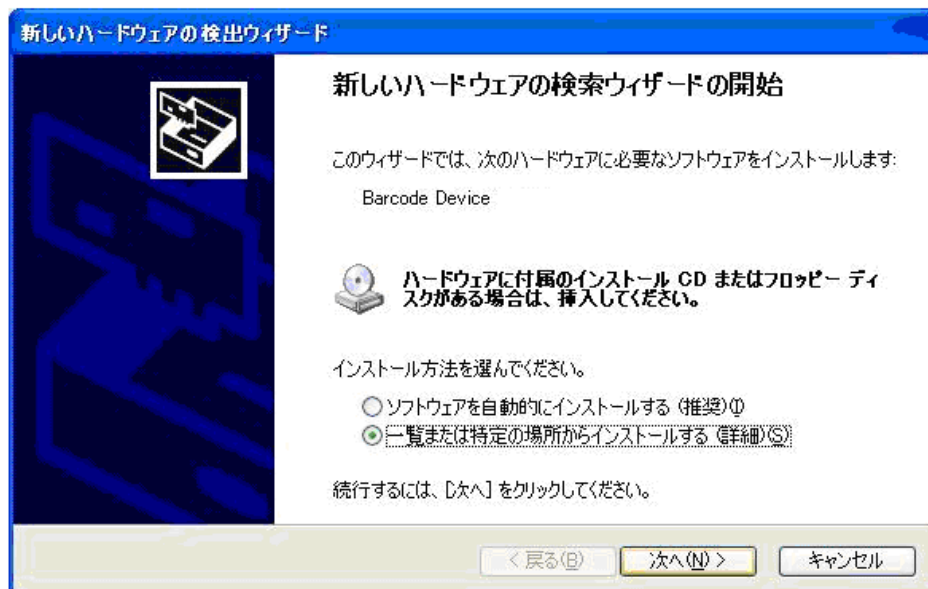 新しいハードウェアの検出ウィザード
新しいハードウェアの検索ウィザードの開始
このウィザードでは、次のハードウェアに必要なソフトウェアをインストールします:
Barcode Device
ハードウェアに付属のインストール CD またはフロッピー ディ
スクがある場合は、挿入してください。
インストール方法を選んでください。
ソフトウェアを自動的にインストールする (推奨)(I)
一覧または特定の場所からインストールする (詳細)(S)
続行するには、[次へ] をクリックしてください。
< 戻る(B)
次へ(N) >
キャンセル